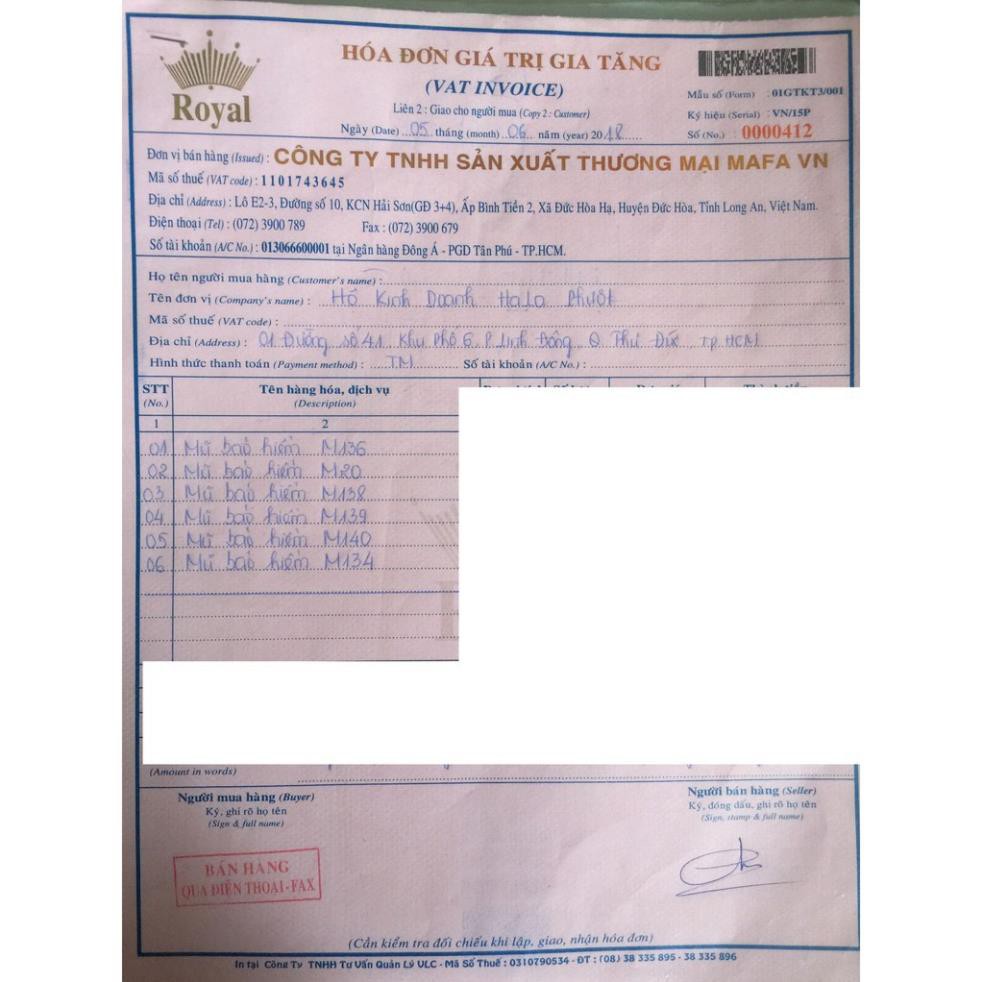 Royal
HÓA ĐƠN GIÁ TRỊ GIA TĂNG
(VAT INVOICE)
Liên 2 : Giao cho người mua (Copy 2 : Customer)
Ngày (Date) 05 tháng (month) 06 năm (year) 2018
Mẫu số (Form) : 01GTKT3/001
Ký hiệu (Serial) : VN/15P
Số (No.) : 0000412
Đơn vị bán hàng (Issued) : CÔNG TY TNHH SẢN XUẤT THƯƠNG MẠI MAFA VN
Mã số thuế (VAT code) : 1101743645
Địa chỉ (Address) : Lô E2-3, Đường số 10, KCN Hải Sơn(GĐ 3+4), Ấp Bình Tiền 2, Xã Đức Hòa Hạ, Huyện Đức Hòa, Tỉnh Long An, Việt Nam.
Điện thoại (Tel) : (072) 3900 789 Fax : (072) 3900 679
Số tài khoản (A/C No.) : 013066600001 tại Ngân hàng Đông Á - PGD Tân Phú - TP.HCM.
Họ tên người mua hàng (Customer's name) :
Tên đơn vị (Company's name) : Hộ Kinh Doanh HaLa Phượt
Mã số thuế (VAT code) :
Địa chỉ (Address) : 01 Đường số 41 Khu Phố 6 P. Linh Đông Q Thủ Đức TP.HCM
Hình thức thanh toán (Payment method) : TM Số tài khoản (A/C No.) :
STT Tên hàng hóa, dịch vụ
(No.) (Description)
1 2
01 Mũ bảo hiểm M136
02 Mũ bảo hiểm M20
03 Mũ bảo hiểm M138
04 Mũ bảo hiểm M139
05 Mũ bảo hiểm M140
06 Mũ bảo hiểm M134
(Amount in words)
Người mua hàng (Buyer)
Ký, ghi rõ họ tên
(Sign & full name)
Người bán hàng (Seller)
Ký, đóng dấu, ghi rõ họ tên
(Sign, stamp & full name)
BÁN HÀNG
QUA ĐIỆN THOẠI-FAX
(Cần kiểm tra đối chiếu khi lập, giao, nhận hóa đơn)
In tại Công Ty TNHH Tư Vấn Quản Lý VLC - Mã Số Thuế : 0310790534 - ĐT : (08) 38 335 895 - 38 335 896